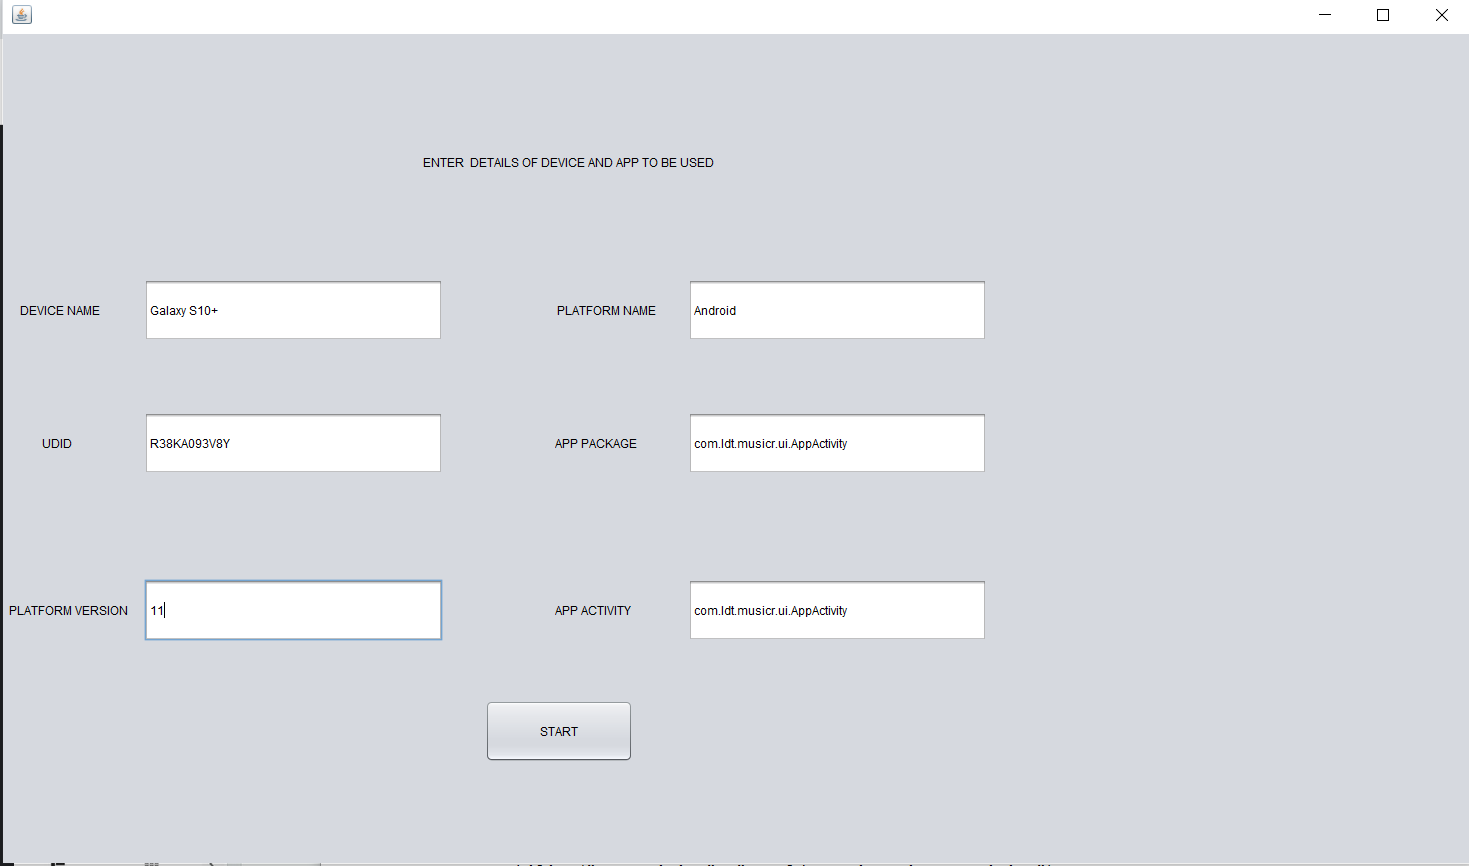 ENTER  DETAILS OF DEVICE AND APP TO BE USED
DEVICE NAME Galaxy S10+ PLATFORM NAME Android
UDID R38KA093V8Y APP PACKAGE com.ldt.musicr.ui.AppActivity
PLATFORM VERSION 11 APP ACTIVITY com.ldt.musicr.ui.AppActivity
START